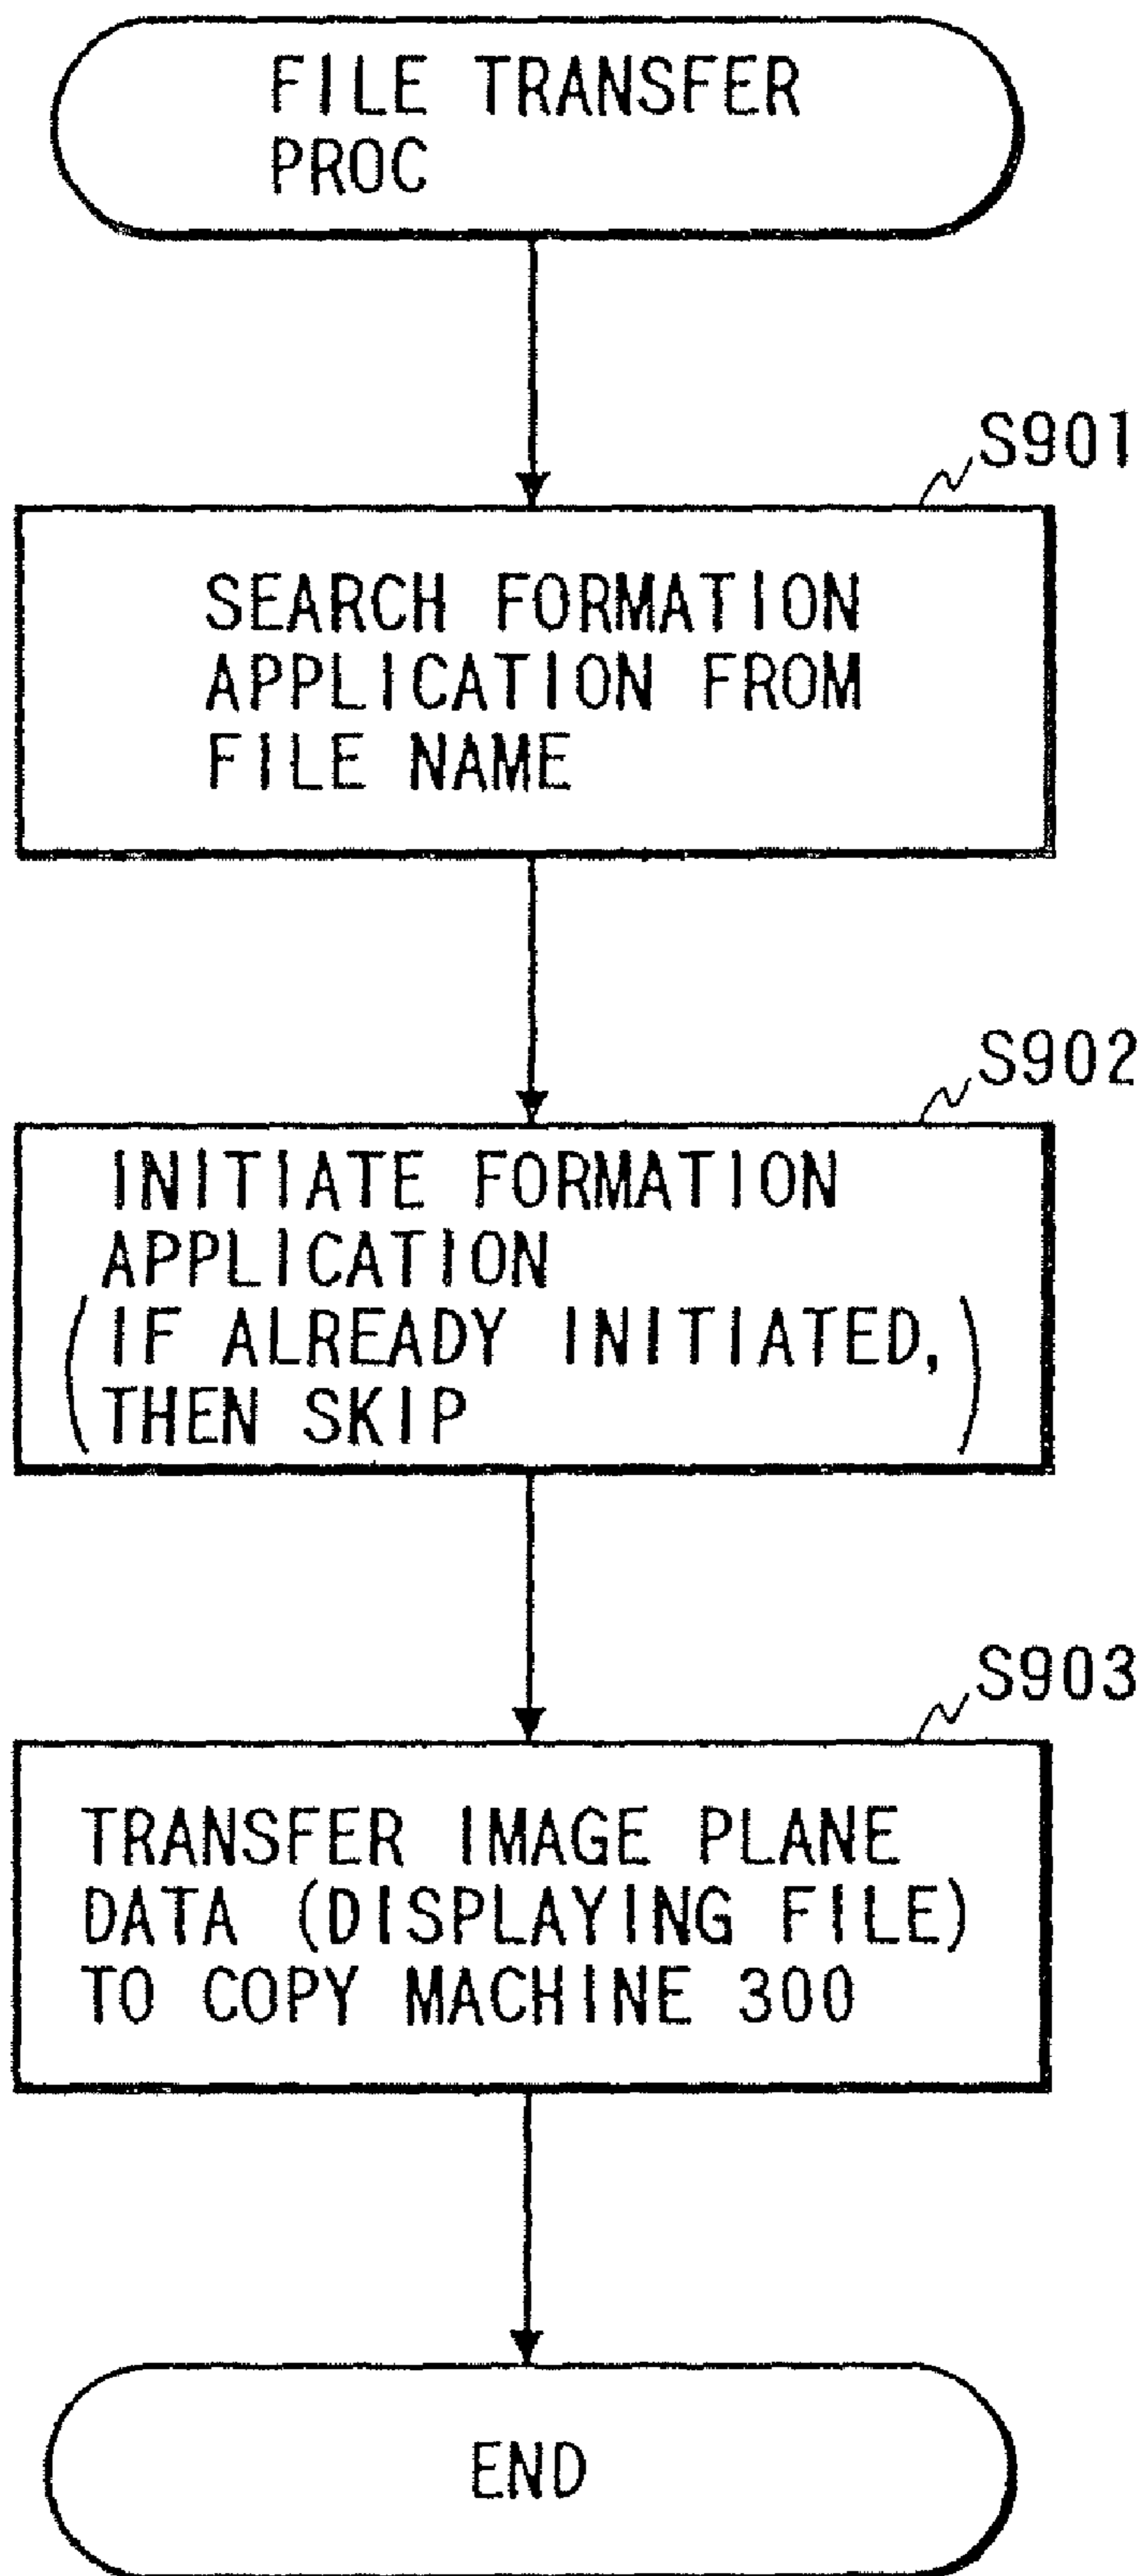 FILE TRANSFER
PROC
S901
SEARCH FORMATION
APPLICATION FROM
FILE NAME
S902
INITIATE FORMATION
APPLICATION
(IF ALREADY INITIATED,
THEN SKIP)
S903
TRANSFER IMAGE PLANE
DATA (DISPLAYING FILE)
TO COPY MACHINE 300
END